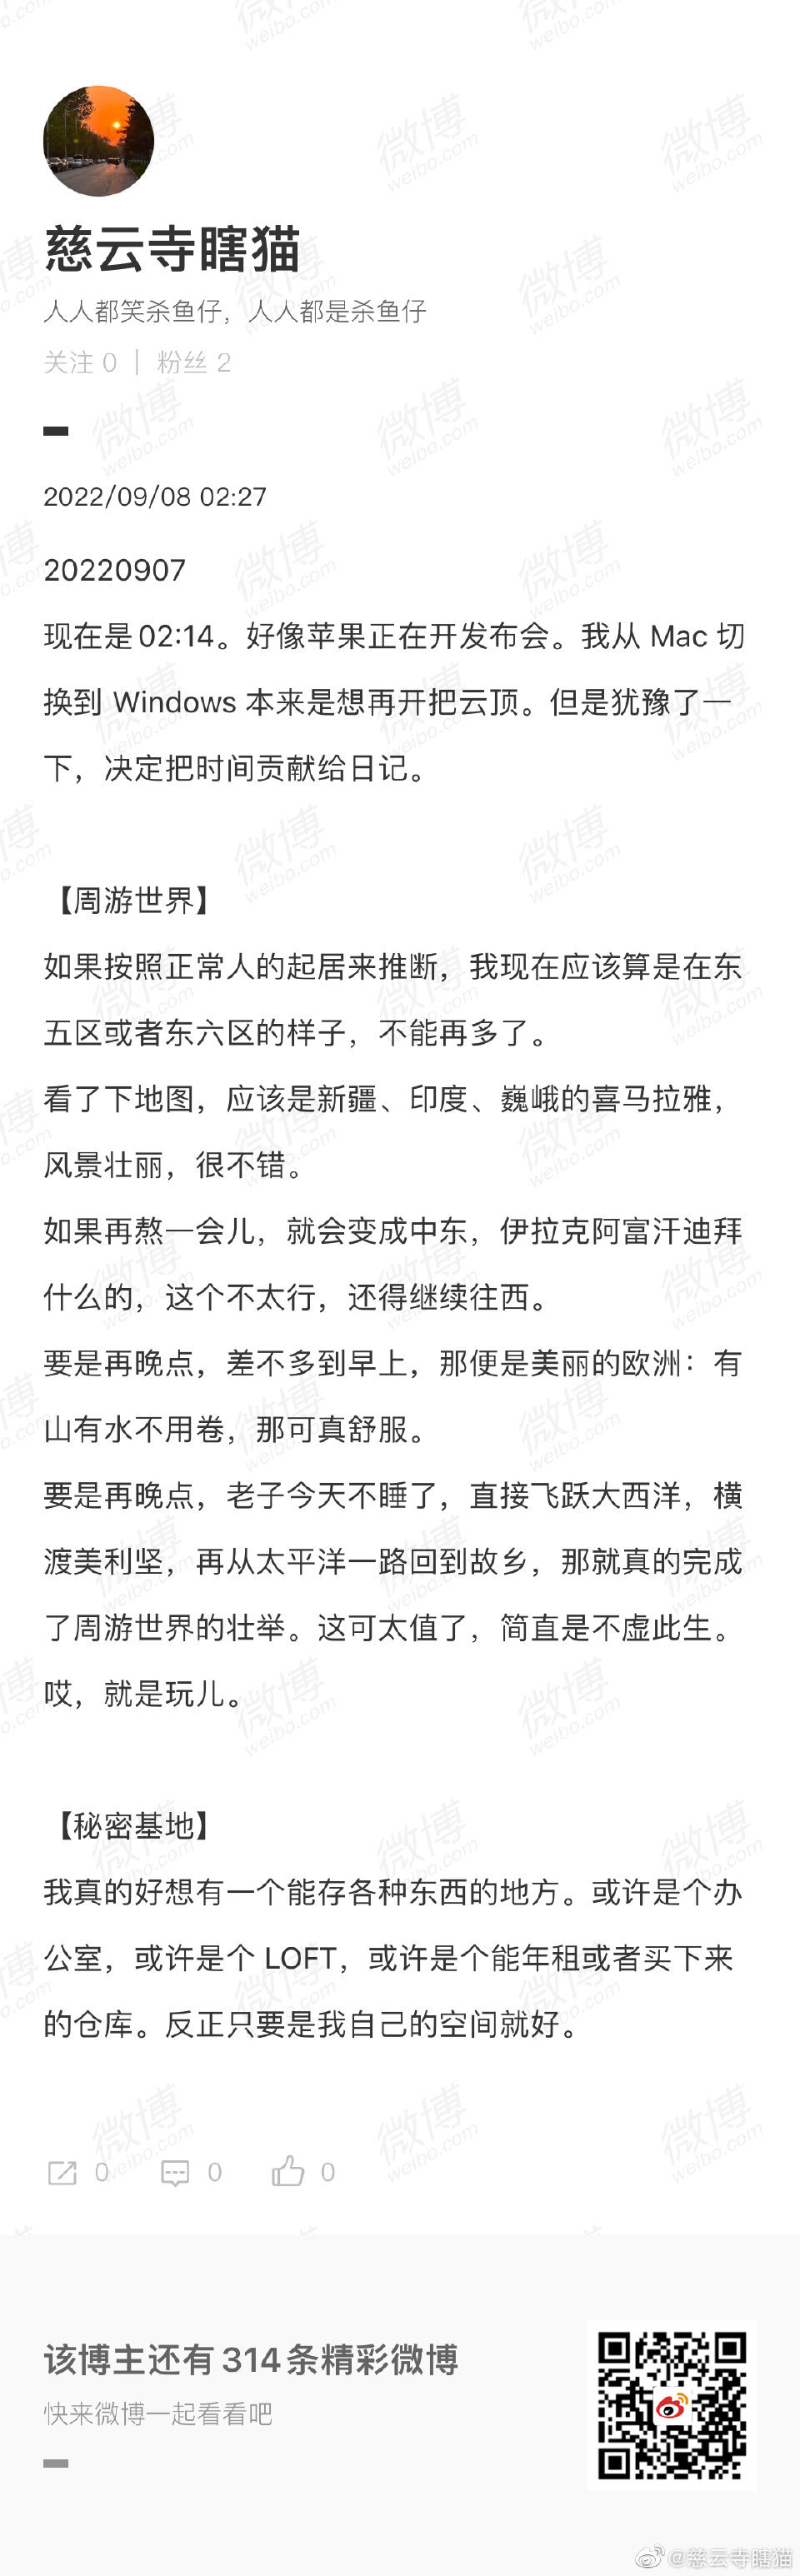 慈云寺瞎猫
人人都笑杀鱼仔，人人都是杀鱼仔
关注 0 | 粉丝 2
2022/09/08 02:27
20220907
现在是 02:14。好像苹果正在开发布会。我从 Mac 切
换到 Windows 本来是想再开把云顶。但是犹豫了一
下，决定把时间贡献给日记。
【周游世界】
如果按照正常人的起居来推断，我现在应该算是在东
五区或者东六区的样子，不能再多了。
看了下地图，应该是新疆、印度、巍峨的喜马拉雅，
风景壮丽，很不错。
如果再熬一会儿，就会变成中东，伊拉克阿富汗迪拜
什么的，这个不太行，还得继续往西。
要是再晚点，差不多到早上，那便是美丽的欧洲：有
山有水不用卷，那可真舒服。
要是再晚点，老子今天不睡了，直接飞跃大西洋，横
渡美利坚，再从太平洋一路回到故乡，那就真的完成
了周游世界的壮举。这可太值了，简直是不虚此生。
哎，就是玩儿。
【秘密基地】
我真的好想有一个能存各种东西的地方。或许是个办
公室，或许是个 LOFT，或许是个能年租或者买下来
的仓库。反正只要是我自己的空间就好。
0 0 0
该博主还有 314 条精彩微博
快来微博一起看看吧
@慈云寺瞎猫
微博
weibo.com